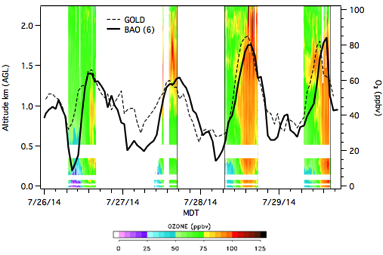 GOLD
BAO (6)
Altitude km (AGL)
2.0
1.5
1.0
0.5
0.0
100
80
60
40
20
0
O₃ (ppbv)
7/26/14 7/27/14 7/28/14 7/29/14
MDT
OZONE (ppbv)
0 25 50 75 100 125